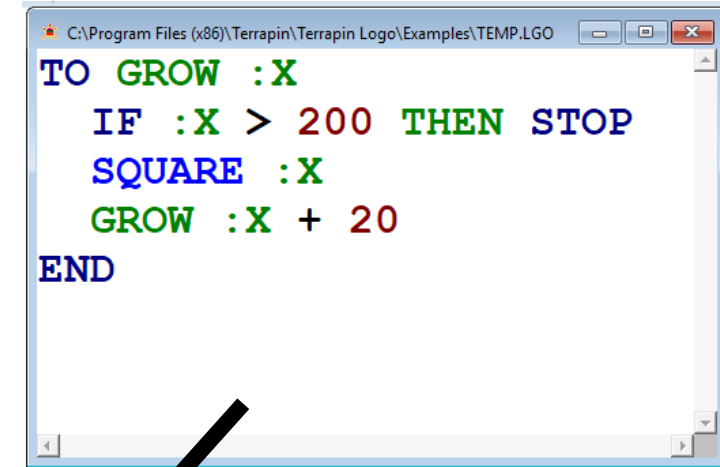 C:\Program Files (x86)\Terrapin\Terrapin Logo\Examples\TEMP.LGO
TO GROW :X
IF :X > 200 THEN STOP
SQUARE :X
GROW :X + 20
END